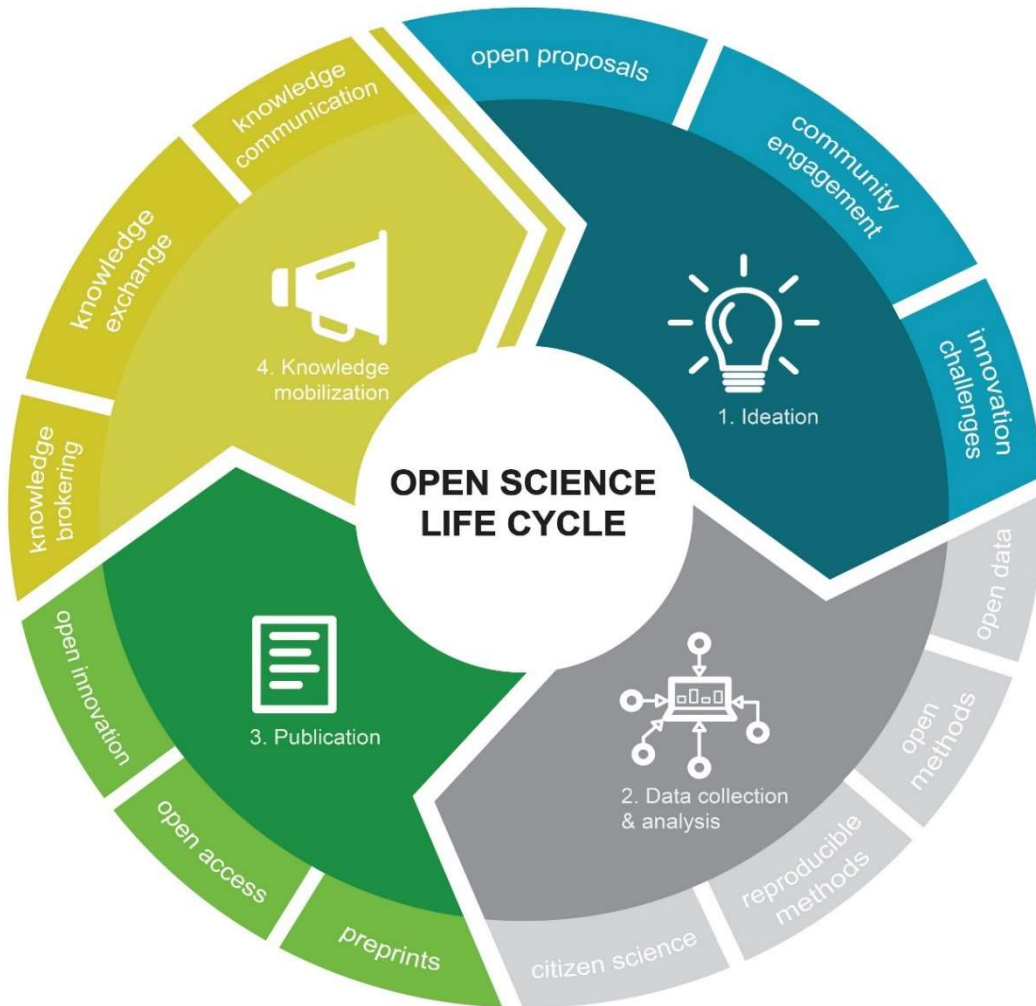 OPEN SCIENCE
LIFE CYCLE
1. Ideation
open proposals
community
engagement
innovation
challenges
2. Data collection
& analysis
open data
open
methods
reproducible
methods
citizen science
3. Publication
preprints
open access
open innovation
4. Knowledge
mobilization
knowledge
brokering
knowledge
exchange
knowledge
communication